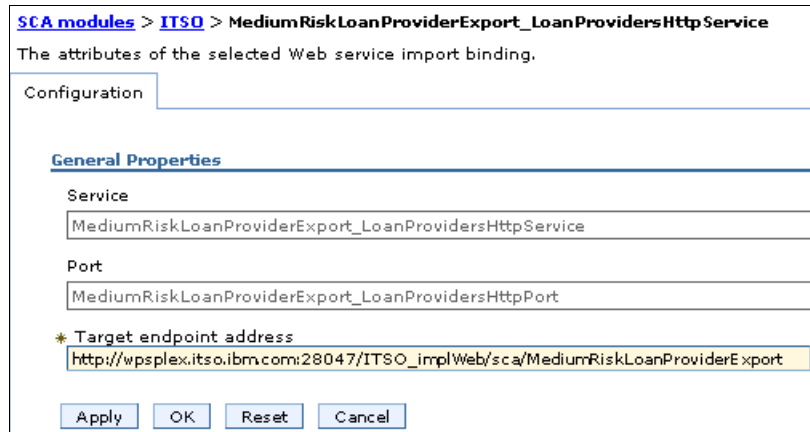 SCA modules > ITSO > MediumRiskLoanProviderExport_LoanProvidersHttpService
The attributes of the selected Web service import binding.
Configuration
General Properties
Service
MediumRiskLoanProviderExport_LoanProvidersHttpService
Port
MediumRiskLoanProviderExport_LoanProvidersHttpPort
* Target endpoint address
http://wpsplex.itso.ibm.com:28047/ITSO_implWeb/sca/MediumRiskLoanProviderExport
Apply OK Reset Cancel